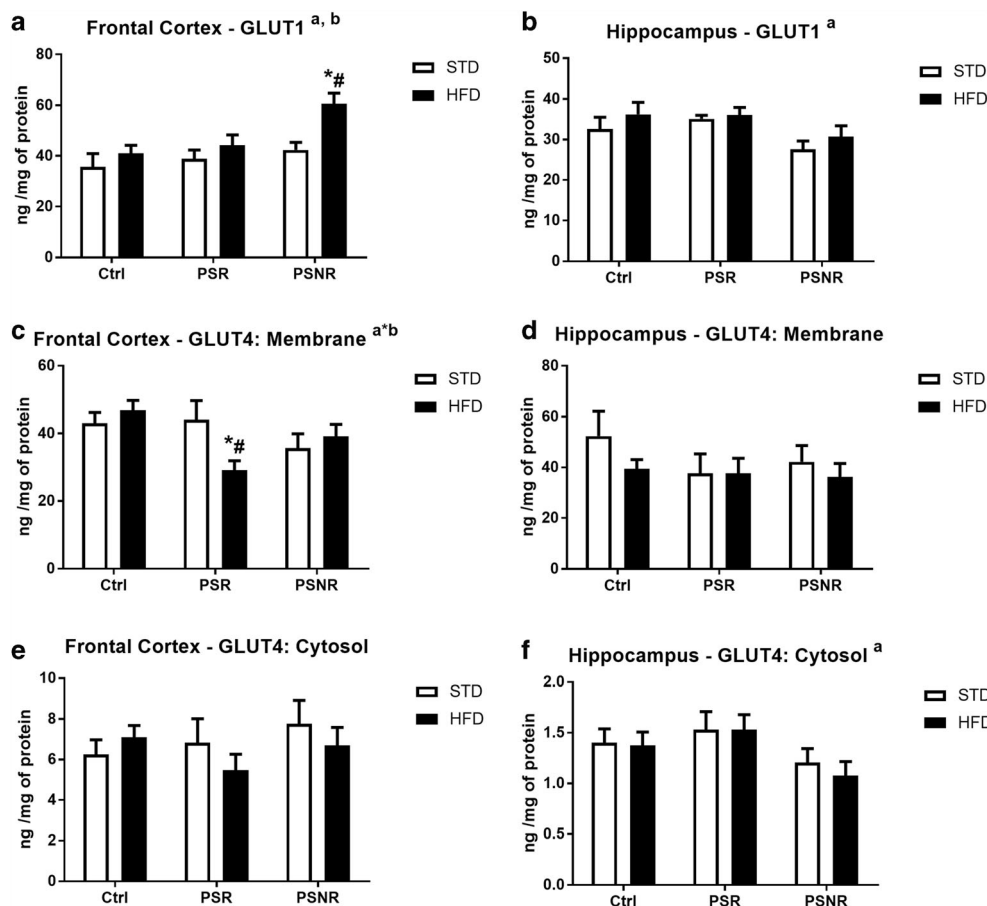 a
Frontal Cortex - GLUT1 a, b
ng /mg of protein
80
60
40
20
0
*#
Ctrl
PSR
PSNR
STD
HFD
b
Hippocampus - GLUT1 a
ng /mg of protein
50
40
30
20
10
0
Ctrl
PSR
PSNR
STD
HFD
c
Frontal Cortex - GLUT4: Membrane a*b
ng /mg of protein
60
40
20
0
*#
Ctrl
PSR
PSNR
STD
HFD
d
Hippocampus - GLUT4: Membrane
ng /mg of protein
80
60
40
20
0
Ctrl
PSR
PSNR
STD
HFD
e
Frontal Cortex - GLUT4: Cytosol
ng /mg of protein
10
8
6
4
2
0
Ctrl
PSR
PSNR
STD
HFD
f
Hippocampus - GLUT4: Cytosol a
ng /mg of protein
2.0
1.5
1.0
0.5
0.0
Ctrl
PSR
PSNR
STD
HFD